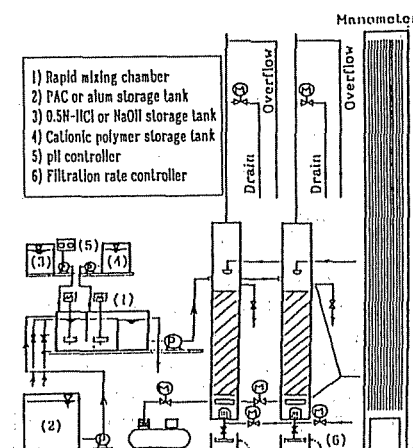 Manomete
1) Rapid mixing chamber
2) PAC or alum storage tank
3) 0.5N-HCl or NaOH storage tank
4) Cationic polymer storage tank
5) pH controller
6) Filtration rate controller
M
M
Drain
Overflow
Drain
Overflow
(3)
(5)
(4)
P
P
(1)
P
M
M
M
M
M
(2)
P
(6)